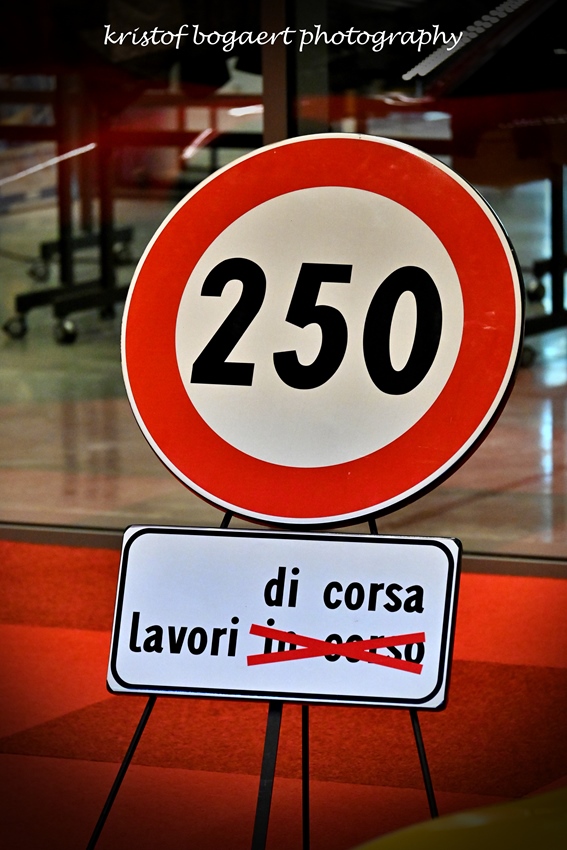 kristof bogaert photography
250
di corsa
lavori in corso